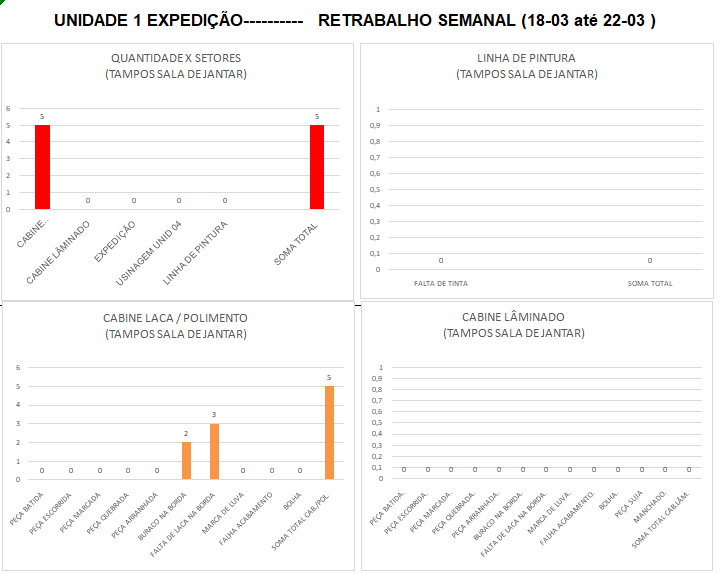 UNIDADE 1 EXPEDIÇÃO---------- RETRABALHO SEMANAL (18-03 até 22-03 )
QUANTIDADE X SETORES
(TAMPOS SALA DE JANTAR)
6
5
4
3
2
1
0
5
0
0
0
0
5
CABINE..
CABINE LÂMINADO
EXPEDIÇÃO
USINAGEM UNID 04
LINHA DE PINTURA
SOMA TOTAL
LINHA DE PINTURA
(TAMPOS SALA DE JANTAR)
1
0,9
0,8
0,7
0,6
0,5
0,4
0,3
0,2
0,1
0
0
0
FALTA DE TINTA
SOMA TOTAL
CABINE LACA / POLIMENTO
(TAMPOS SALA DE JANTAR)
6
5
4
3
2
1
0
0
0
0
0
0
2
3
0
0
0
5
PEÇA BATIDA
PEÇA ESCORRIDA
PEÇA MARCADA
PEÇA QUEBRADA
PEÇA ARRANHADA
BURACO NA BORDA
FALTA DE LACA NA BORDA
MARCA DE LUVA
FALHA ACABAMENTO
BOLHA
SOMA TOTAL CAB./POL.
CABINE LÂMINADO
(TAMPOS SALA DE JANTAR)
1
0,9
0,8
0,7
0,6
0,5
0,4
0,3
0,2
0,1
0
0
0
0
0
0
0
0
0
0
0
0
0
0
PEÇA BATIDA.
PEÇA ESCORRIDA.
PEÇA MARCADA.
PEÇA QUEBRADA.
PEÇA ARRANHADA.
BURACO NA BORDA.
FALTA DE LACA NA BORDA.
MARCA DE LUVA.
FALHA ACABAMENTO.
BOLHA.
PEÇA SUJA
MANCHADO.
SOMA TOTAL CAB.LÂM.